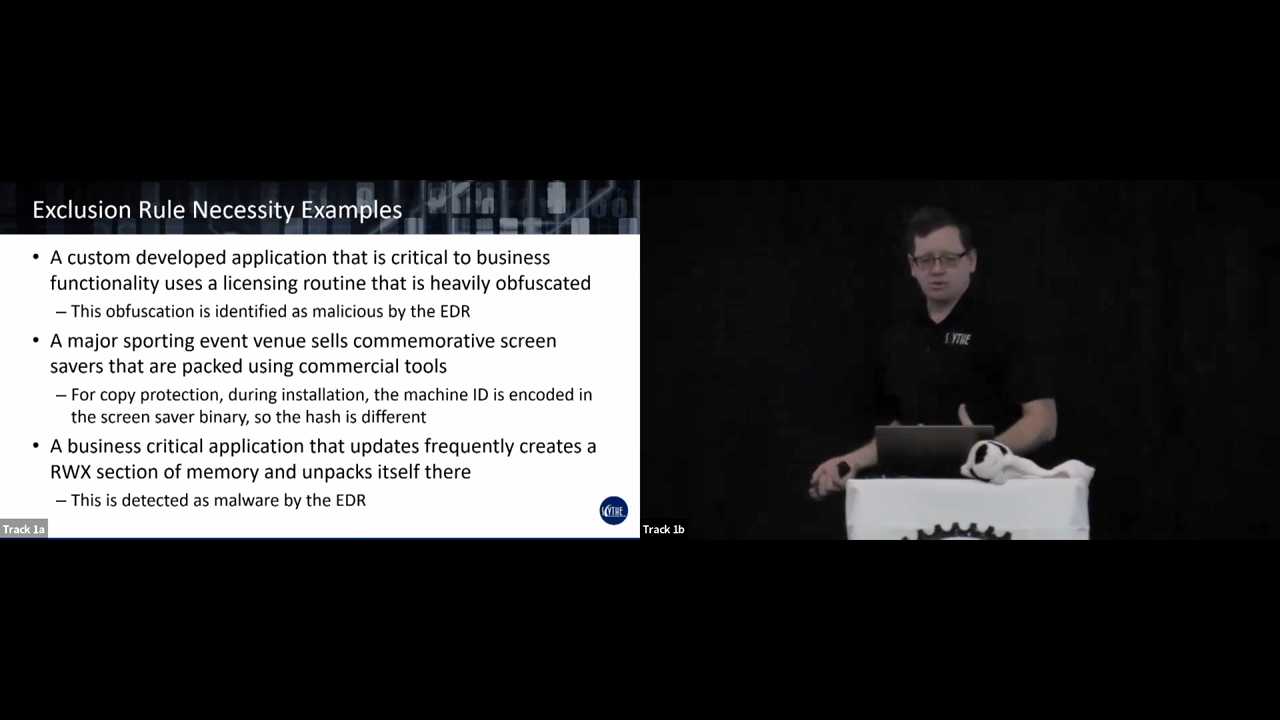 Exclusion Rule Necessity Examples
• A custom developed application that is critical to business
functionality uses a licensing routine that is heavily obfuscated
– This obfuscation is identified as malicious by the EDR
• A major sporting event venue sells commemorative screen
savers that are packed using commercial tools
– For copy protection, during installation, the machine ID is encoded in
the screen saver binary, so the hash is different
• A business critical application that updates frequently creates a
RWX section of memory and unpacks itself there
– This is detected as malware by the EDR
Track 1a
Track 1b